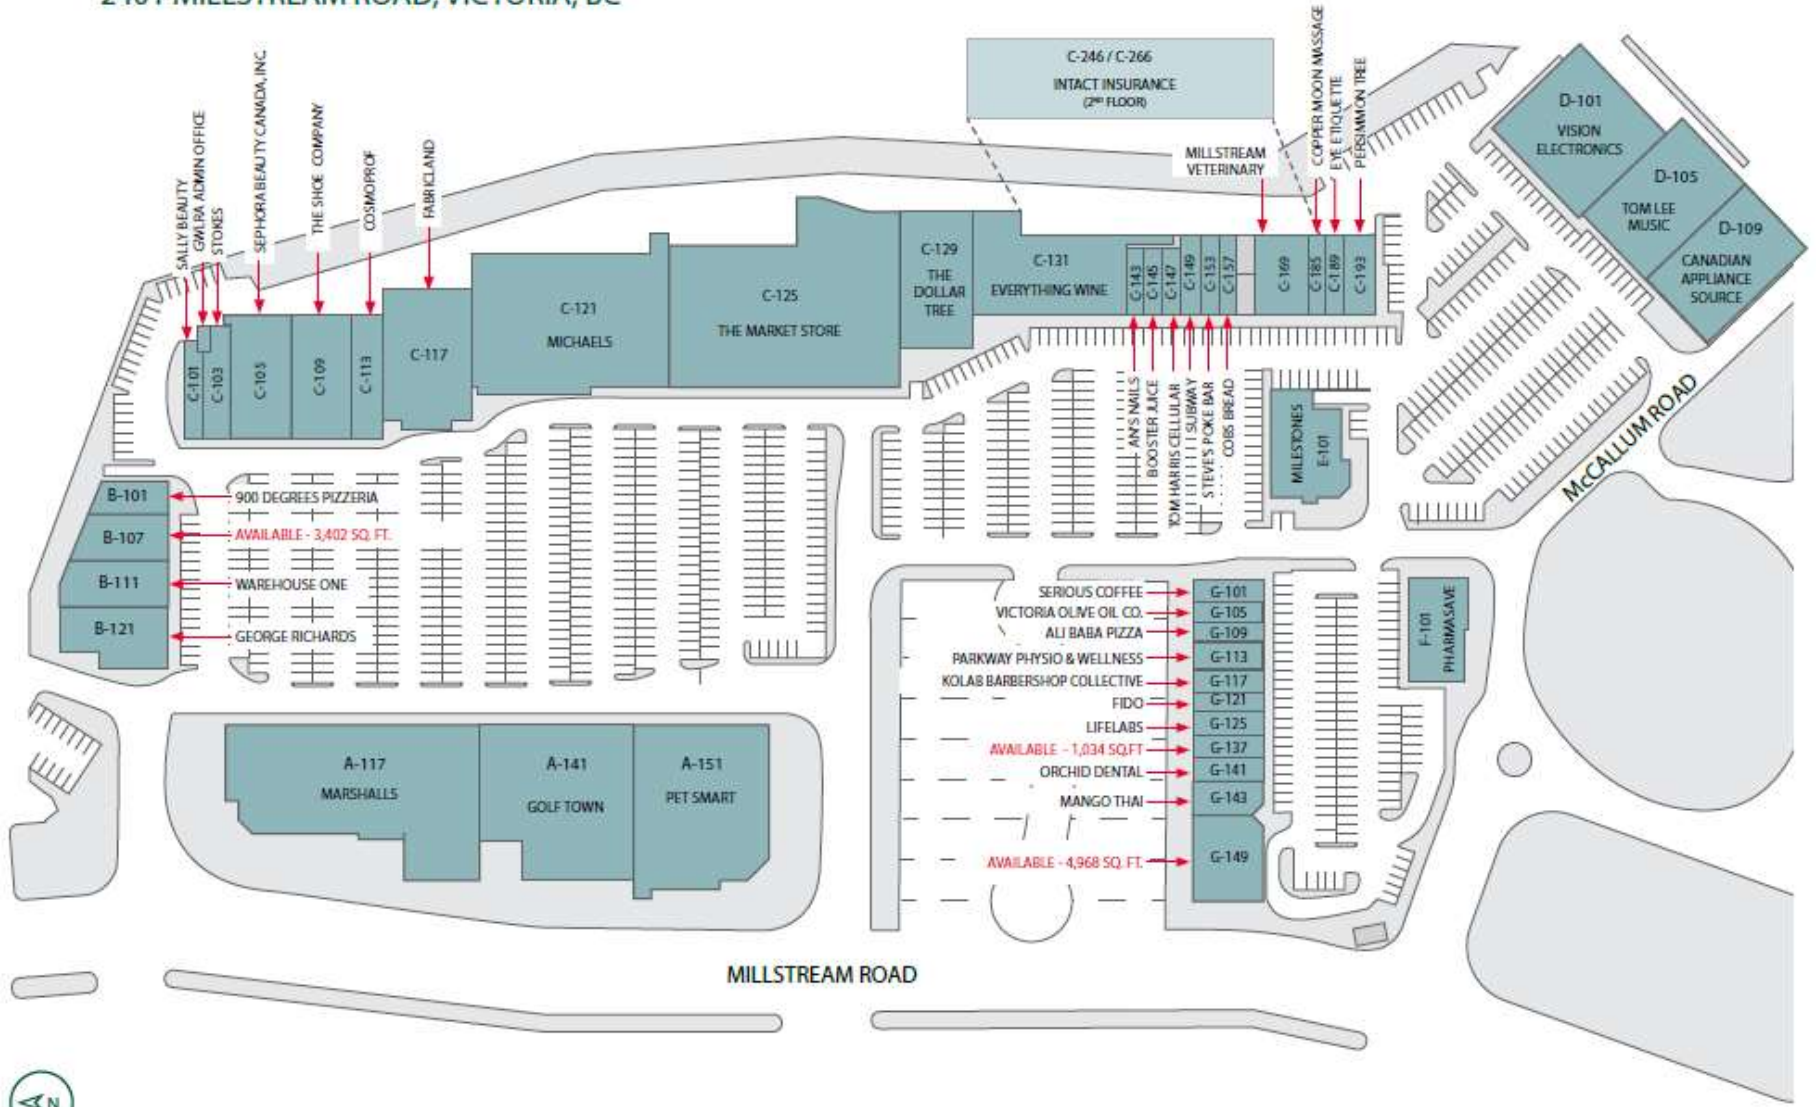 2401 MILLSTREAM ROAD, VICTORIA, BC
SALLY BEAUTY
GWLRA ADMIN OFFICE
STOKES
SEPHORA BEAUTY CANADA, INC.
THE SHOE COMPANY
COSMOPROF
FABRICLAND
C-246 / C-266
INTACT INSURANCE
(2ND FLOOR)
MILLSTREAM
VETERINARY
COPPER MOON MASSAGE
EYE ETIQUETTE
PERSIMMON TREE
D-101
VISION
ELECTRONICS
D-105
TOM LEE
MUSIC
D-109
CANADIAN
APPLIANCE
SOURCE
C-101
C-103
C-105
C-109
C-113
C-117
C-121
MICHAELS
C-125
THE MARKET STORE
C-129
THE
DOLLAR
TREE
C-131
EVERYTHING WINE
C-143
C-145
C-147
C-149
C-153
C-157
C-169
C-185
C-189
C-193
AN'S NAILS
BOOSTER JUICE
TOM HARRIS CELLULAR
SUBWAY
STEVE'S POKE BAR
COBS BREAD
MILESTONES
E-101
McCALLUM ROAD
B-101
900 DEGREES PIZZERIA
B-107
AVAILABLE - 3,402 SQ. FT.
B-111
WAREHOUSE ONE
B-121
GEORGE RICHARDS
SERIOUS COFFEE
G-101
VICTORIA OLIVE OIL CO.
G-105
ALI BABA PIZZA
G-109
PARKWAY PHYSIO & WELLNESS
G-113
KOLAB BARBERSHOP COLLECTIVE
G-117
FIDO
G-121
LIFELABS
G-125
AVAILABLE - 1,034 SQ.FT
G-137
ORCHID DENTAL
G-141
MANGO THAI
G-143
AVAILABLE - 4,968 SQ. FT.
G-149
F-101
PHARMASAVE
A-117
MARSHALLS
A-141
GOLF TOWN
A-151
PET SMART
MILLSTREAM ROAD
N